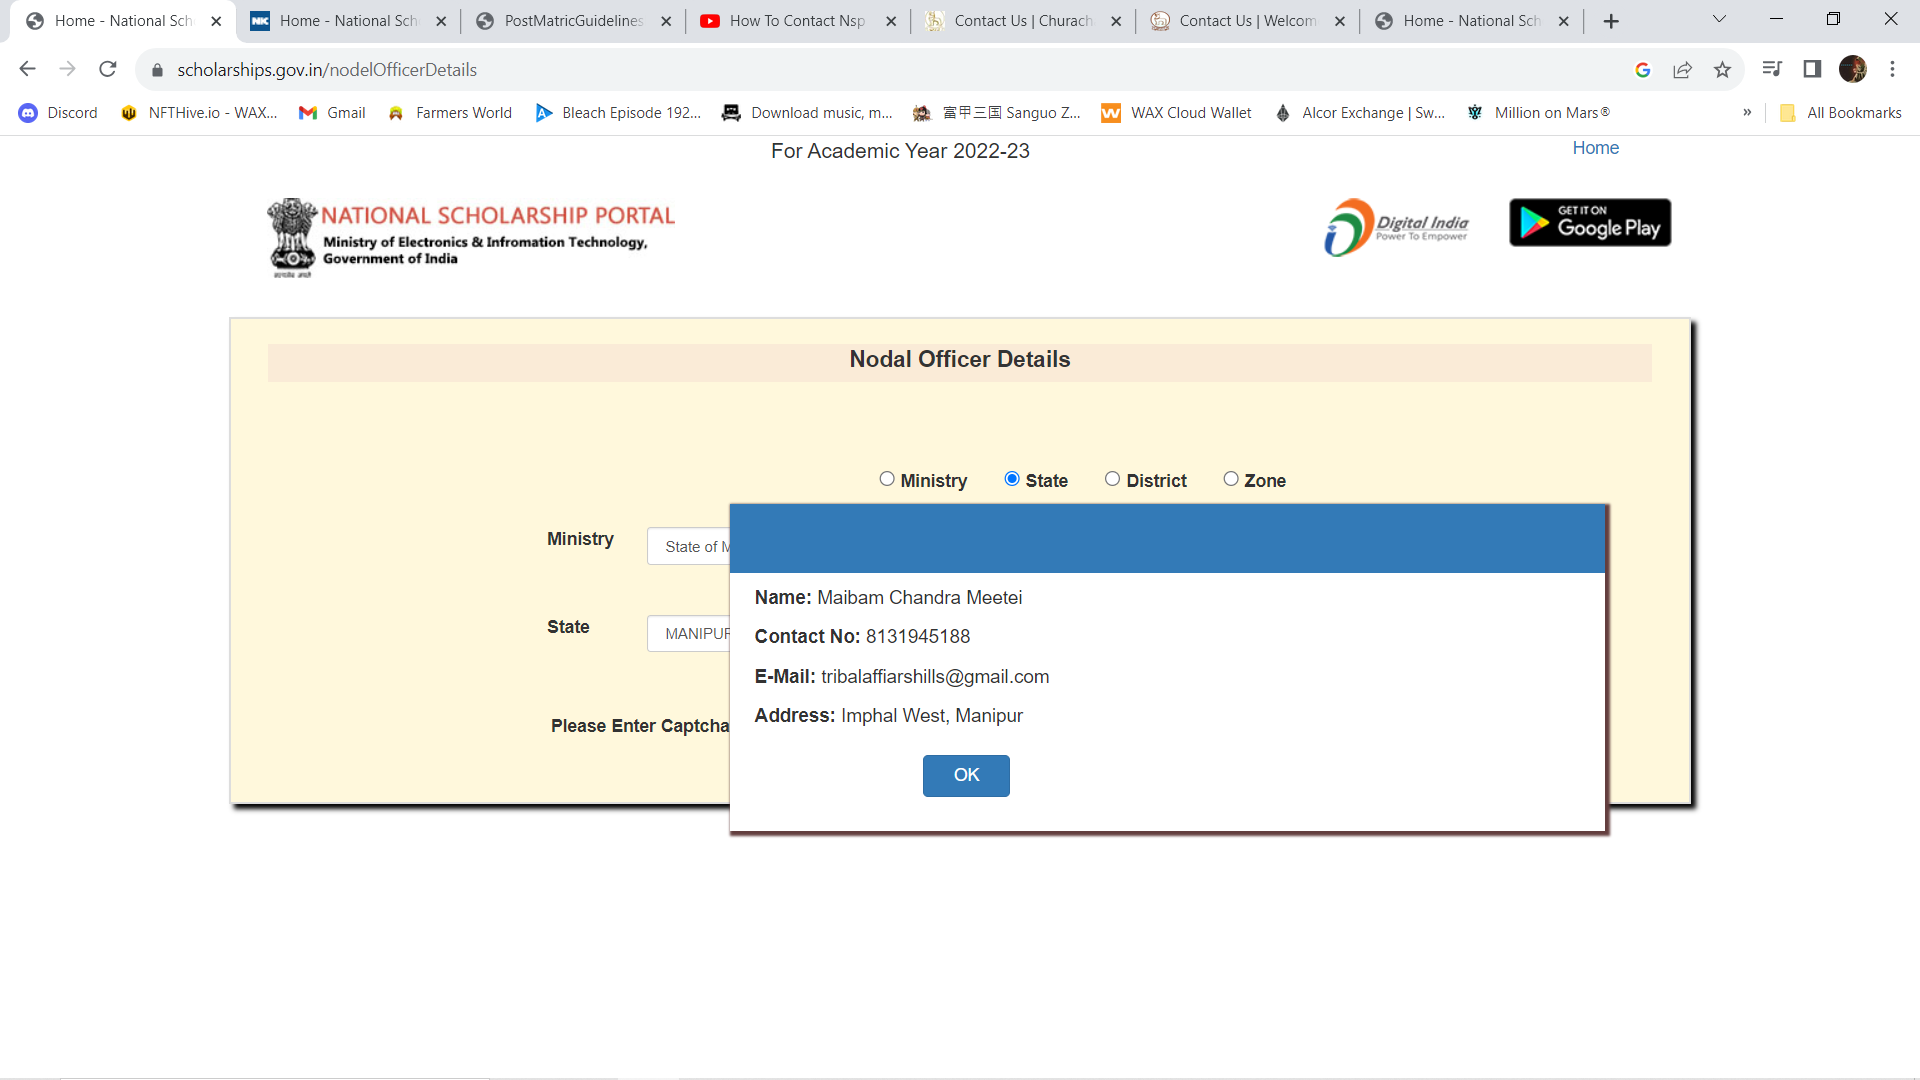 Home - National Sch
Home - National Sch
PostMatricGuidelines
How To Contact Nsp
Contact Us | Churach
Contact Us | Welcom
Home - National Sch
scholarships.gov.in/nodelOfficerDetails
Discord
NFTHive.io - WAX...
Gmail
Farmers World
Bleach Episode 192...
Download music, m...
富甲三国 Sanguo Z...
WAX Cloud Wallet
Alcor Exchange | Sw...
Million on Mars®
»
All Bookmarks
For Academic Year 2022-23
Home
NATIONAL SCHOLARSHIP PORTAL
Ministry of Electronics & Infromation Technology,
Government of India
Digital India
Power To Empower
GET IT ON
Google Play
Nodal Officer Details
Ministry State District Zone
Ministry
State of M
State
MANIPUR
Please Enter Captcha
Name: Maibam Chandra Meetei
Contact No: 8131945188
E-Mail: tribalaffiarshills@gmail.com
Address: Imphal West, Manipur
OK